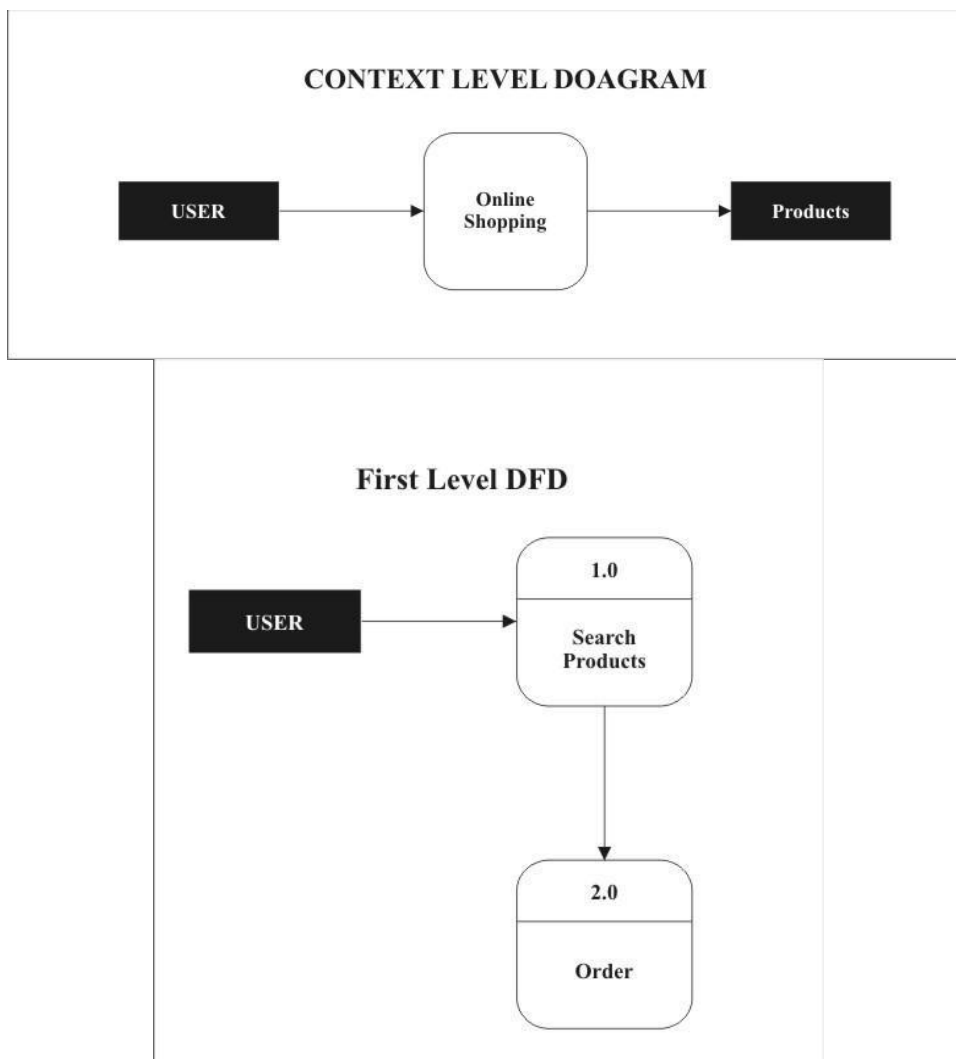 CONTEXT LEVEL DOAGRAM
USER
Online
Shopping
Products
First Level DFD
USER
1.0
Search
Products
2.0
Order